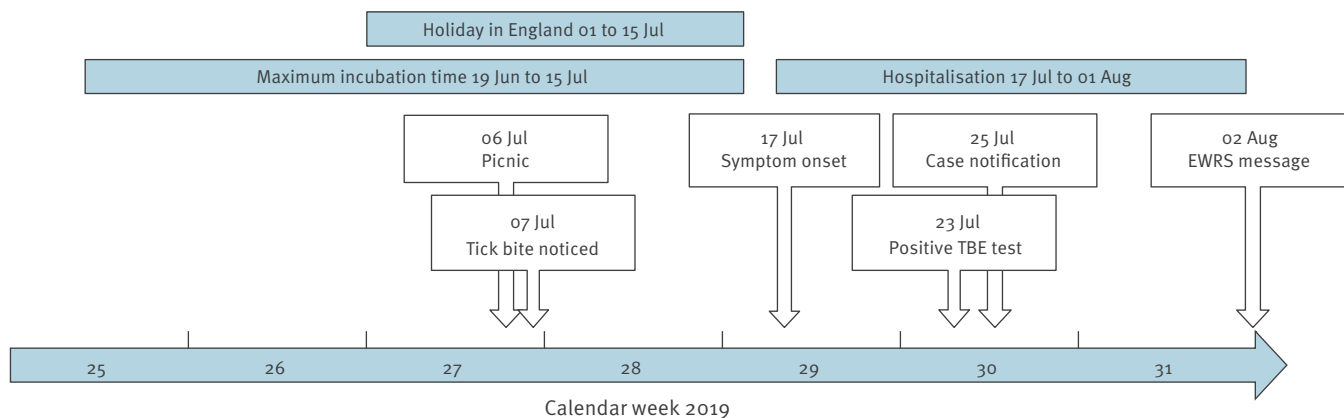 Holiday in England 01 to 15 Jul
Maximum incubation time 19 Jun to 15 Jul
Hospitalisation 17 Jul to 01 Aug
06 Jul
Picnic
17 Jul
Symptom onset
25 Jul
Case notification
02 Aug
EWRS message
07 Jul
Tick bite noticed
23 Jul
Positive TBE test
25 26 27 28 29 30 31
Calendar week 2019